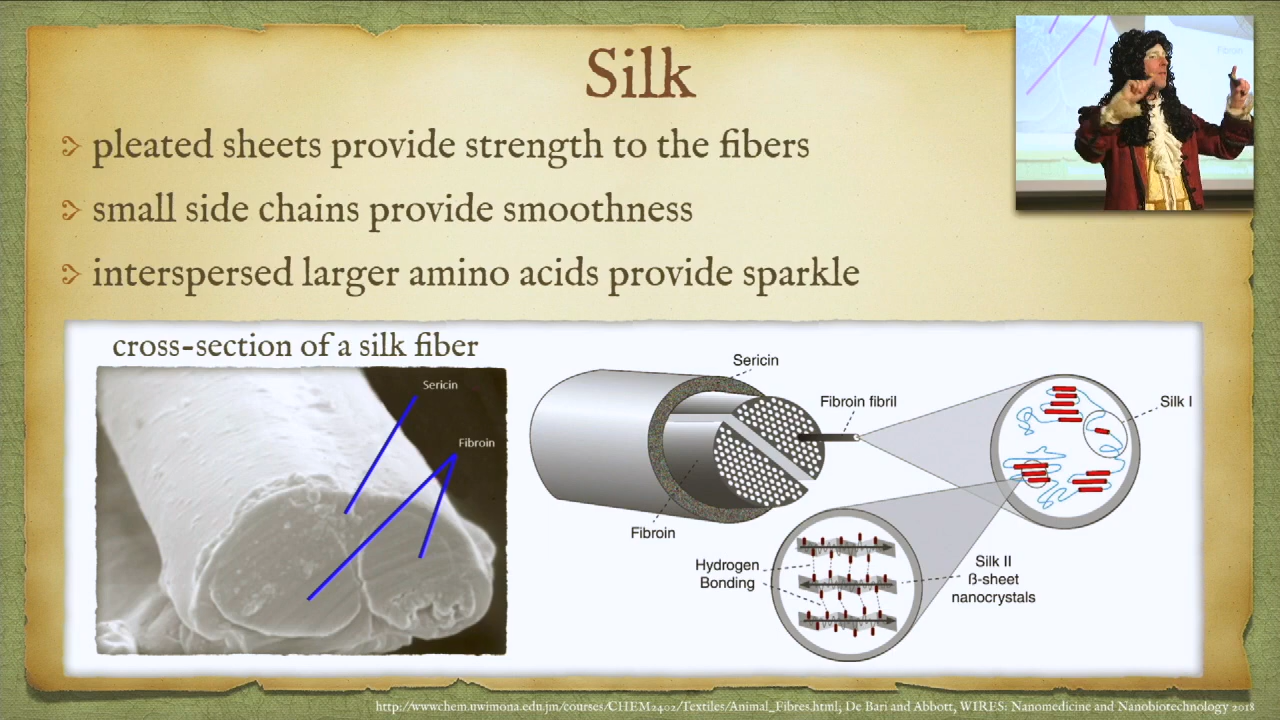 Silk
pleated sheets provide strength to the fibers
small side chains provide smoothness
interspersed larger amino acids provide sparkle
cross-section of a silk fiber
Sericin
Fibroin
Sericin
Fibroin fibril
Silk I
Fibroin
Hydrogen
Bonding
Silk II
ß-sheet
nanocrystals
Fibroin
http://wwwchem.uwimona.edu.jm/courses/CHEM2402/Textiles/Animal_Fibres.html, De Bari and Abbott, WIREs: Nanomedicine and Nanobiotechnology 2018